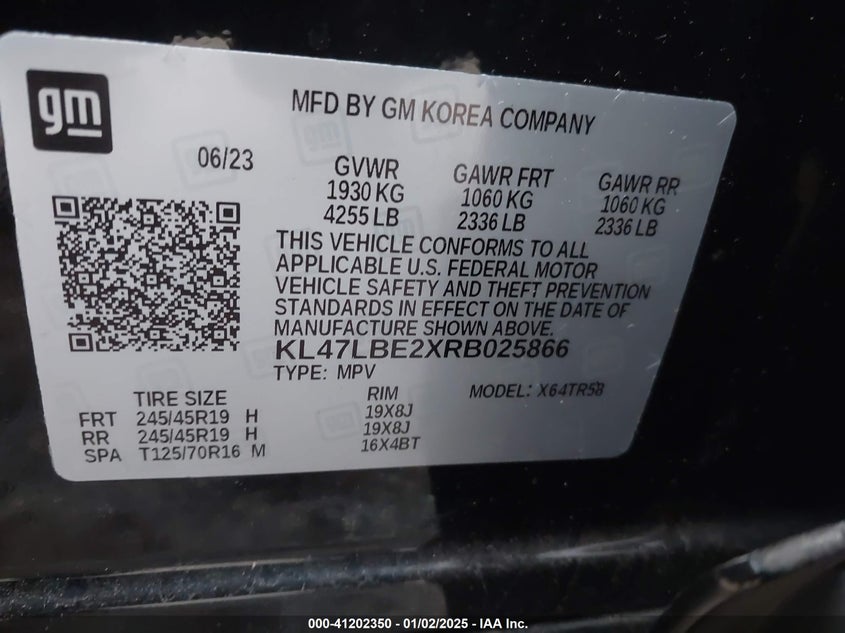 gm
MFD BY GM KOREA COMPANY
06/23
GVWR
1930 KG
4255 LB
GAWR FRT
1060 KG
2336 LB
GAWR RR
1060 KG
2336 LB
THIS VEHICLE CONFORMS TO ALL
APPLICABLE U.S. FEDERAL MOTOR
VEHICLE SAFETY AND THEFT PREVENTION
STANDARDS IN EFFECT ON THE DATE OF
MANUFACTURE SHOWN ABOVE.
KL47LBE2XRB025866
TYPE: MPV
MODEL: X64TR58
TIRE SIZE RIM
FRT 245/45R19 H 19X8J
RR 245/45R19 H 19X8J
SPA T125/70R16 M 16X4BT
000-41202350 - 01/02/2025 - IAA Inc.